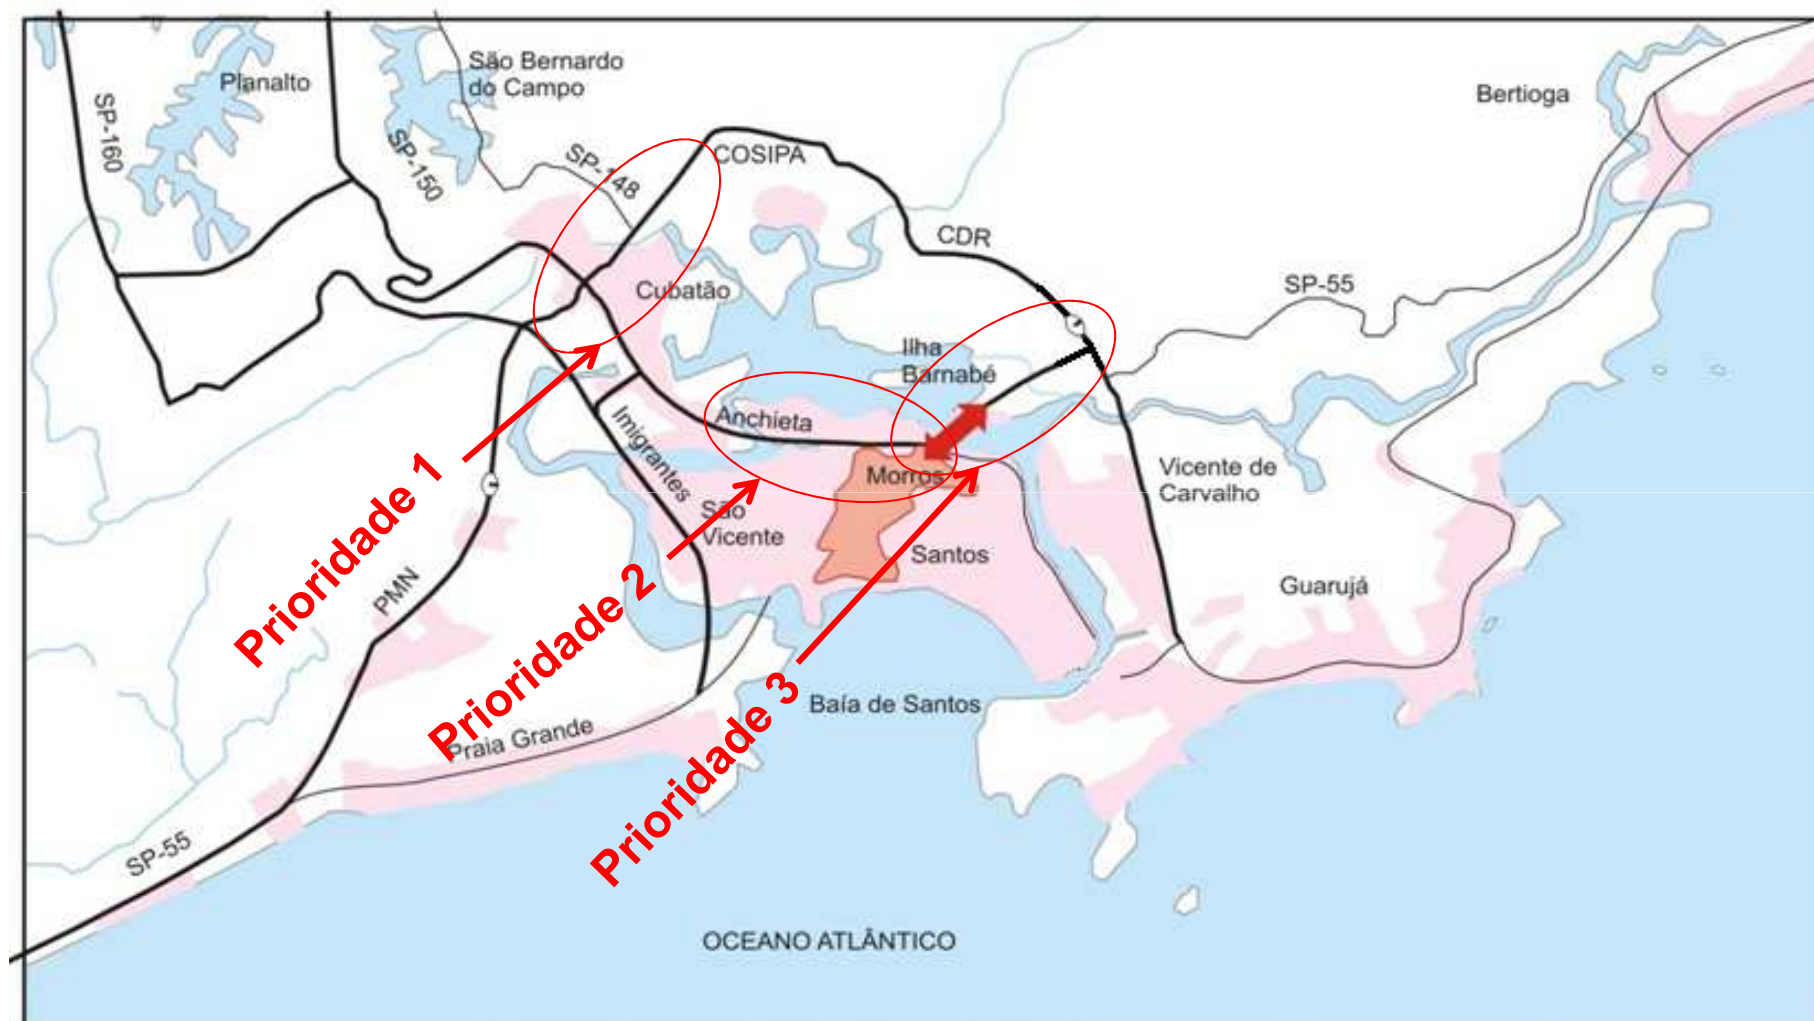 Planalto
São Bernardo
do Campo
Bertioga
SP-160
SP-150
SP-148
COSIPA
CDR
SP-55
Cubatão
Ilha
Barnabé
Anchieta
Imigrantes
Morros
Vicente de
Carvalho
São
Vicente
Santos
Guarujá
PMN
Prioridade 1
Prioridade 2
Prioridade 3
Baía de Santos
Praia Grande
SP-55
OCEANO ATLÂNTICO